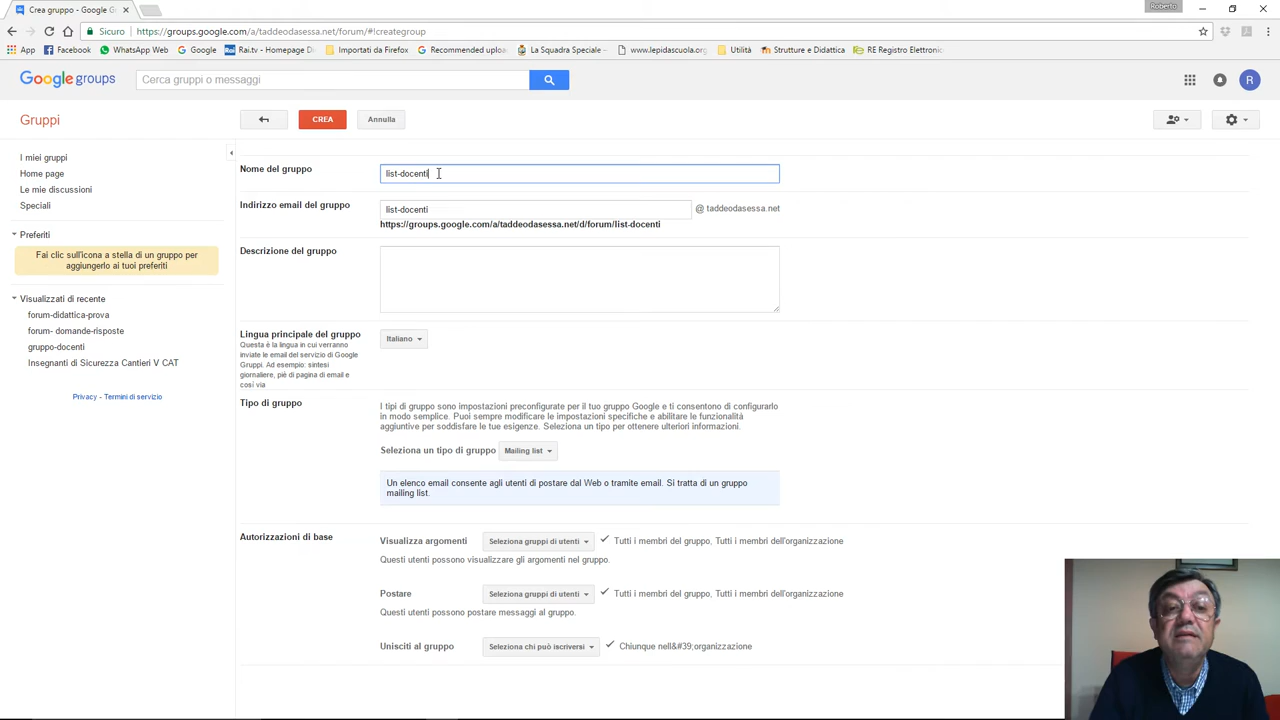 Crea gruppo - Google G
Roberto
Sicuro
https://groups.google.com/a/taddeodasessa.net/forum/#!creategroup
App
Facebook
WhatsApp Web
Google
Rai.tv - Homepage D
Importati da Firefox
Recommended uploa
La Squadra Speciale -
www.lepidascuola.org
Utilità
Strutture e Didattica
RE Registro Elettronic
Google groups
Cerca gruppi o messaggi
R
Gruppi
CREA
Annulla
I miei gruppi
Home page
Le mie discussioni
Speciali
Preferiti
Fai clic sull'icona a stella di un gruppo per
aggiungerlo ai tuoi preferiti
Visualizzati di recente
forum-didattica-prova
forum- domande-risposte
gruppo-docenti
Insegnanti di Sicurezza Cantieri V CAT
Privacy - Termini di servizio
Nome del gruppo
list-docenti
Indirizzo email del gruppo
list-docenti
@ taddeodasessa.net
https://groups.google.com/a/taddeodasessa.net/d/forum/list-docenti
Descrizione del gruppo
Lingua principale del gruppo
Questa è la lingua in cui verranno
inviate le email del servizio di Google
Gruppi. Ad esempio: sintesi
giornaliere, piè di pagina di email e
così via
Italiano
Tipo di gruppo
I tipi di gruppo sono impostazioni preconfigurate per il tuo gruppo Google e ti consentono di configurarlo
in modo semplice. Puoi sempre modificare le impostazioni specifiche e abilitare le funzionalità
aggiuntive per soddisfare le tue esigenze. Seleziona un tipo per ottenere ulteriori informazioni.
Seleziona un tipo di gruppo
Mailing list
Un elenco email consente agli utenti di postare dal Web o tramite email. Si tratta di un gruppo
mailing list.
Autorizzazioni di base
Visualizza argomenti
Seleziona gruppi di utenti
Tutti i membri del gruppo, Tutti i membri dell'organizzazione
Questi utenti possono visualizzare gli argomenti nel gruppo.
Postare
Seleziona gruppi di utenti
Tutti i membri del gruppo, Tutti i membri dell'organizzazione
Questi utenti possono postare messaggi al gruppo.
Unisciti al gruppo
Seleziona chi può iscriversi
Chiunque nell&#39;organizzazione